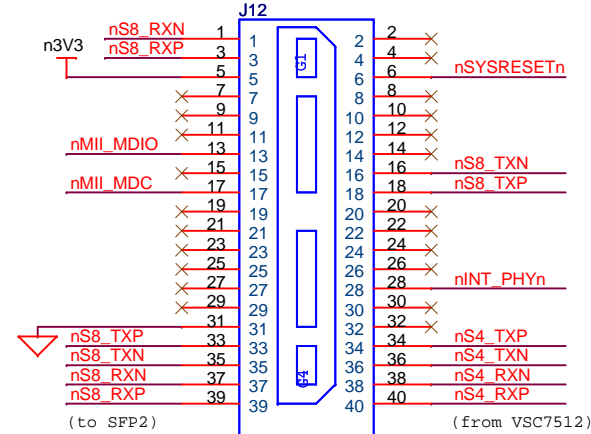 J12
nS8_RXN 1 1 2 2
n3V3 nS8_RXP 3 3 4 4
5 5 6 6 nSYSRESETn
7 7 8 8
9 9 10 10
11 11 12 12
nMII_MDIO 13 13 14 14
15 15 16 16 nS8_TXN
nMII_MDC 17 17 18 18 nS8_TXP
19 19 20 20
21 21 22 22
23 23 24 24
25 25 26 26
27 27 28 28 nINT_PHYn
29 29 30 30
31 31 32 32
nS8_TXP 33 33 34 34 nS4_TXP
nS8_TXN 35 35 36 36 nS4_TXN
nS8_RXN 37 37 38 38 nS4_RXN
nS8_RXP 39 39 40 40 nS4_RXP
G1
G4
(to SFP2) (from VSC7512)